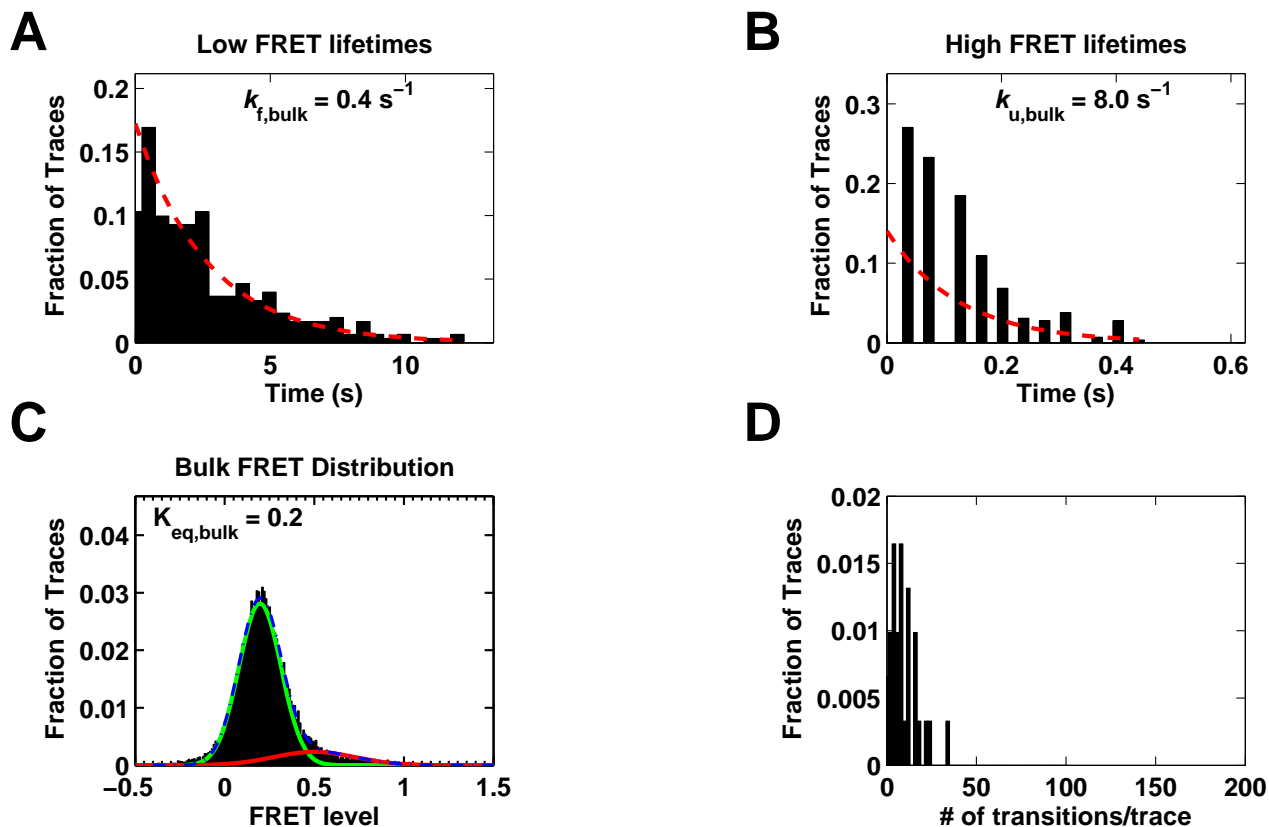 A
Low FRET lifetimes
k f,bulk = 0.4 s−1
Fraction of Traces
0.2
0.15
0.1
0.05
0
0 5 10
Time (s)
B
High FRET lifetimes
k u,bulk = 8.0 s−1
Fraction of Traces
0.3
0.2
0.1
0
0 0.2 0.4 0.6
Time (s)
C
Bulk FRET Distribution
K eq,bulk = 0.2
Fraction of Traces
0.04
0.03
0.02
0.01
0
−0.5 0 0.5 1 1.5
FRET level
D
Fraction of Traces
0.02
0.015
0.01
0.005
0
0 50 100 150 200
# of transitions/trace